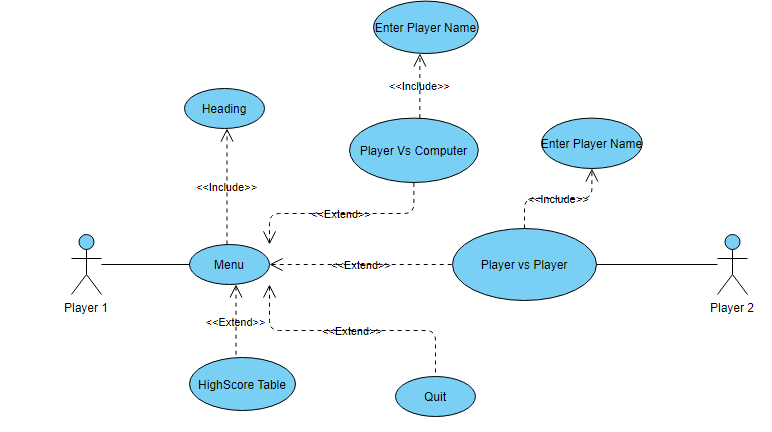 Enter Player Name
<<Include>>
Heading
Player Vs Computer
Enter Player Name
<<Include>>
<<Include>>
<<Extend>>
Menu
<<Extend>>
Player vs Player
Player 1
Player 2
<<Extend>>
<<Extend>>
HighScore Table
Quit